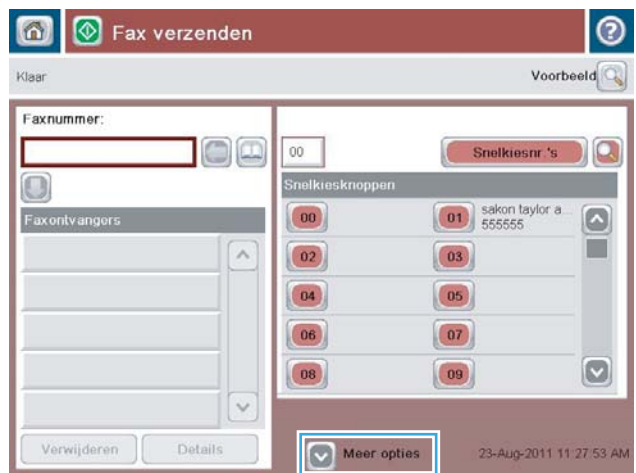 Fax verzenden
Klaar
Voorbeeld
Faxnummer:
Faxontvangers
Verwijderen
Details
00
Snelkiesnr.'s
Snelkiesknoppen
00
01
sakon taylor a...
555555
02
03
04
05
06
07
08
09
Meer opties
23-Aug-2011 11:27:53 AM